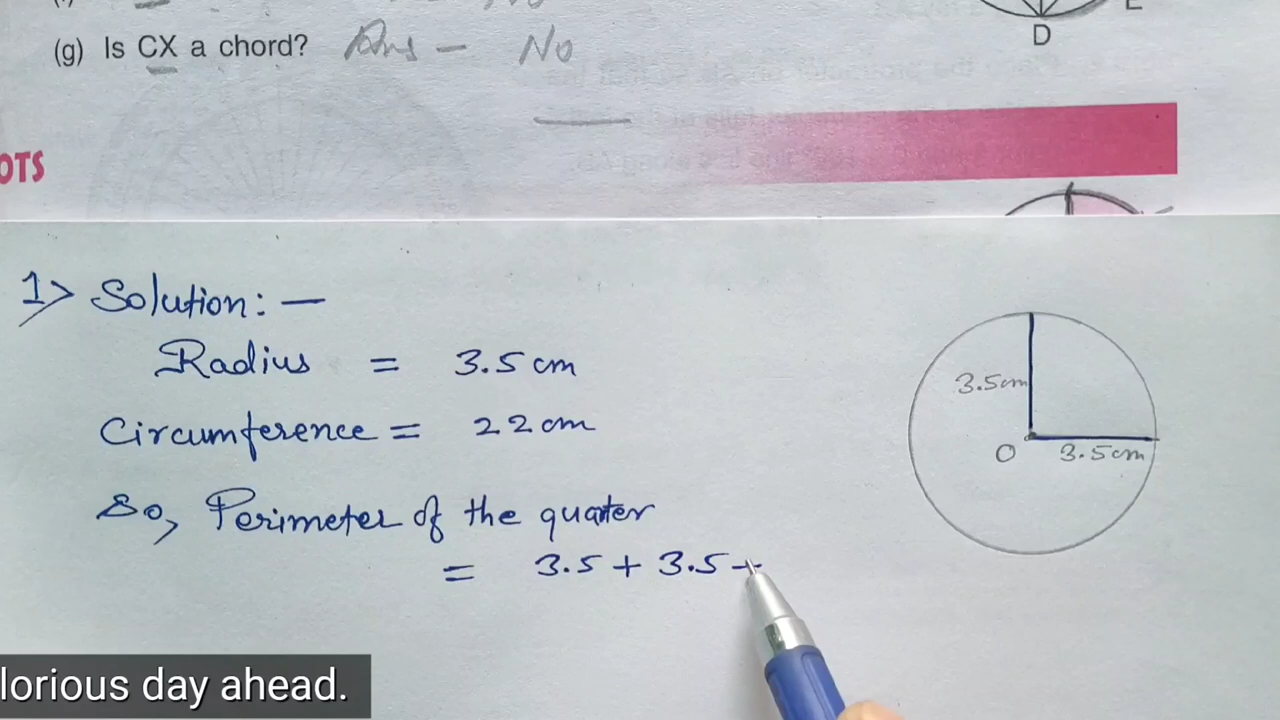 (g) Is CX a chord? Ans - No
D
OTS
1> Solution: —
Radius = 3.5 cm
Circumference = 22 cm
So, Perimeter of the quarter
= 3.5 + 3.5 +
3.5cm
O 3.5cm
lorious day ahead.